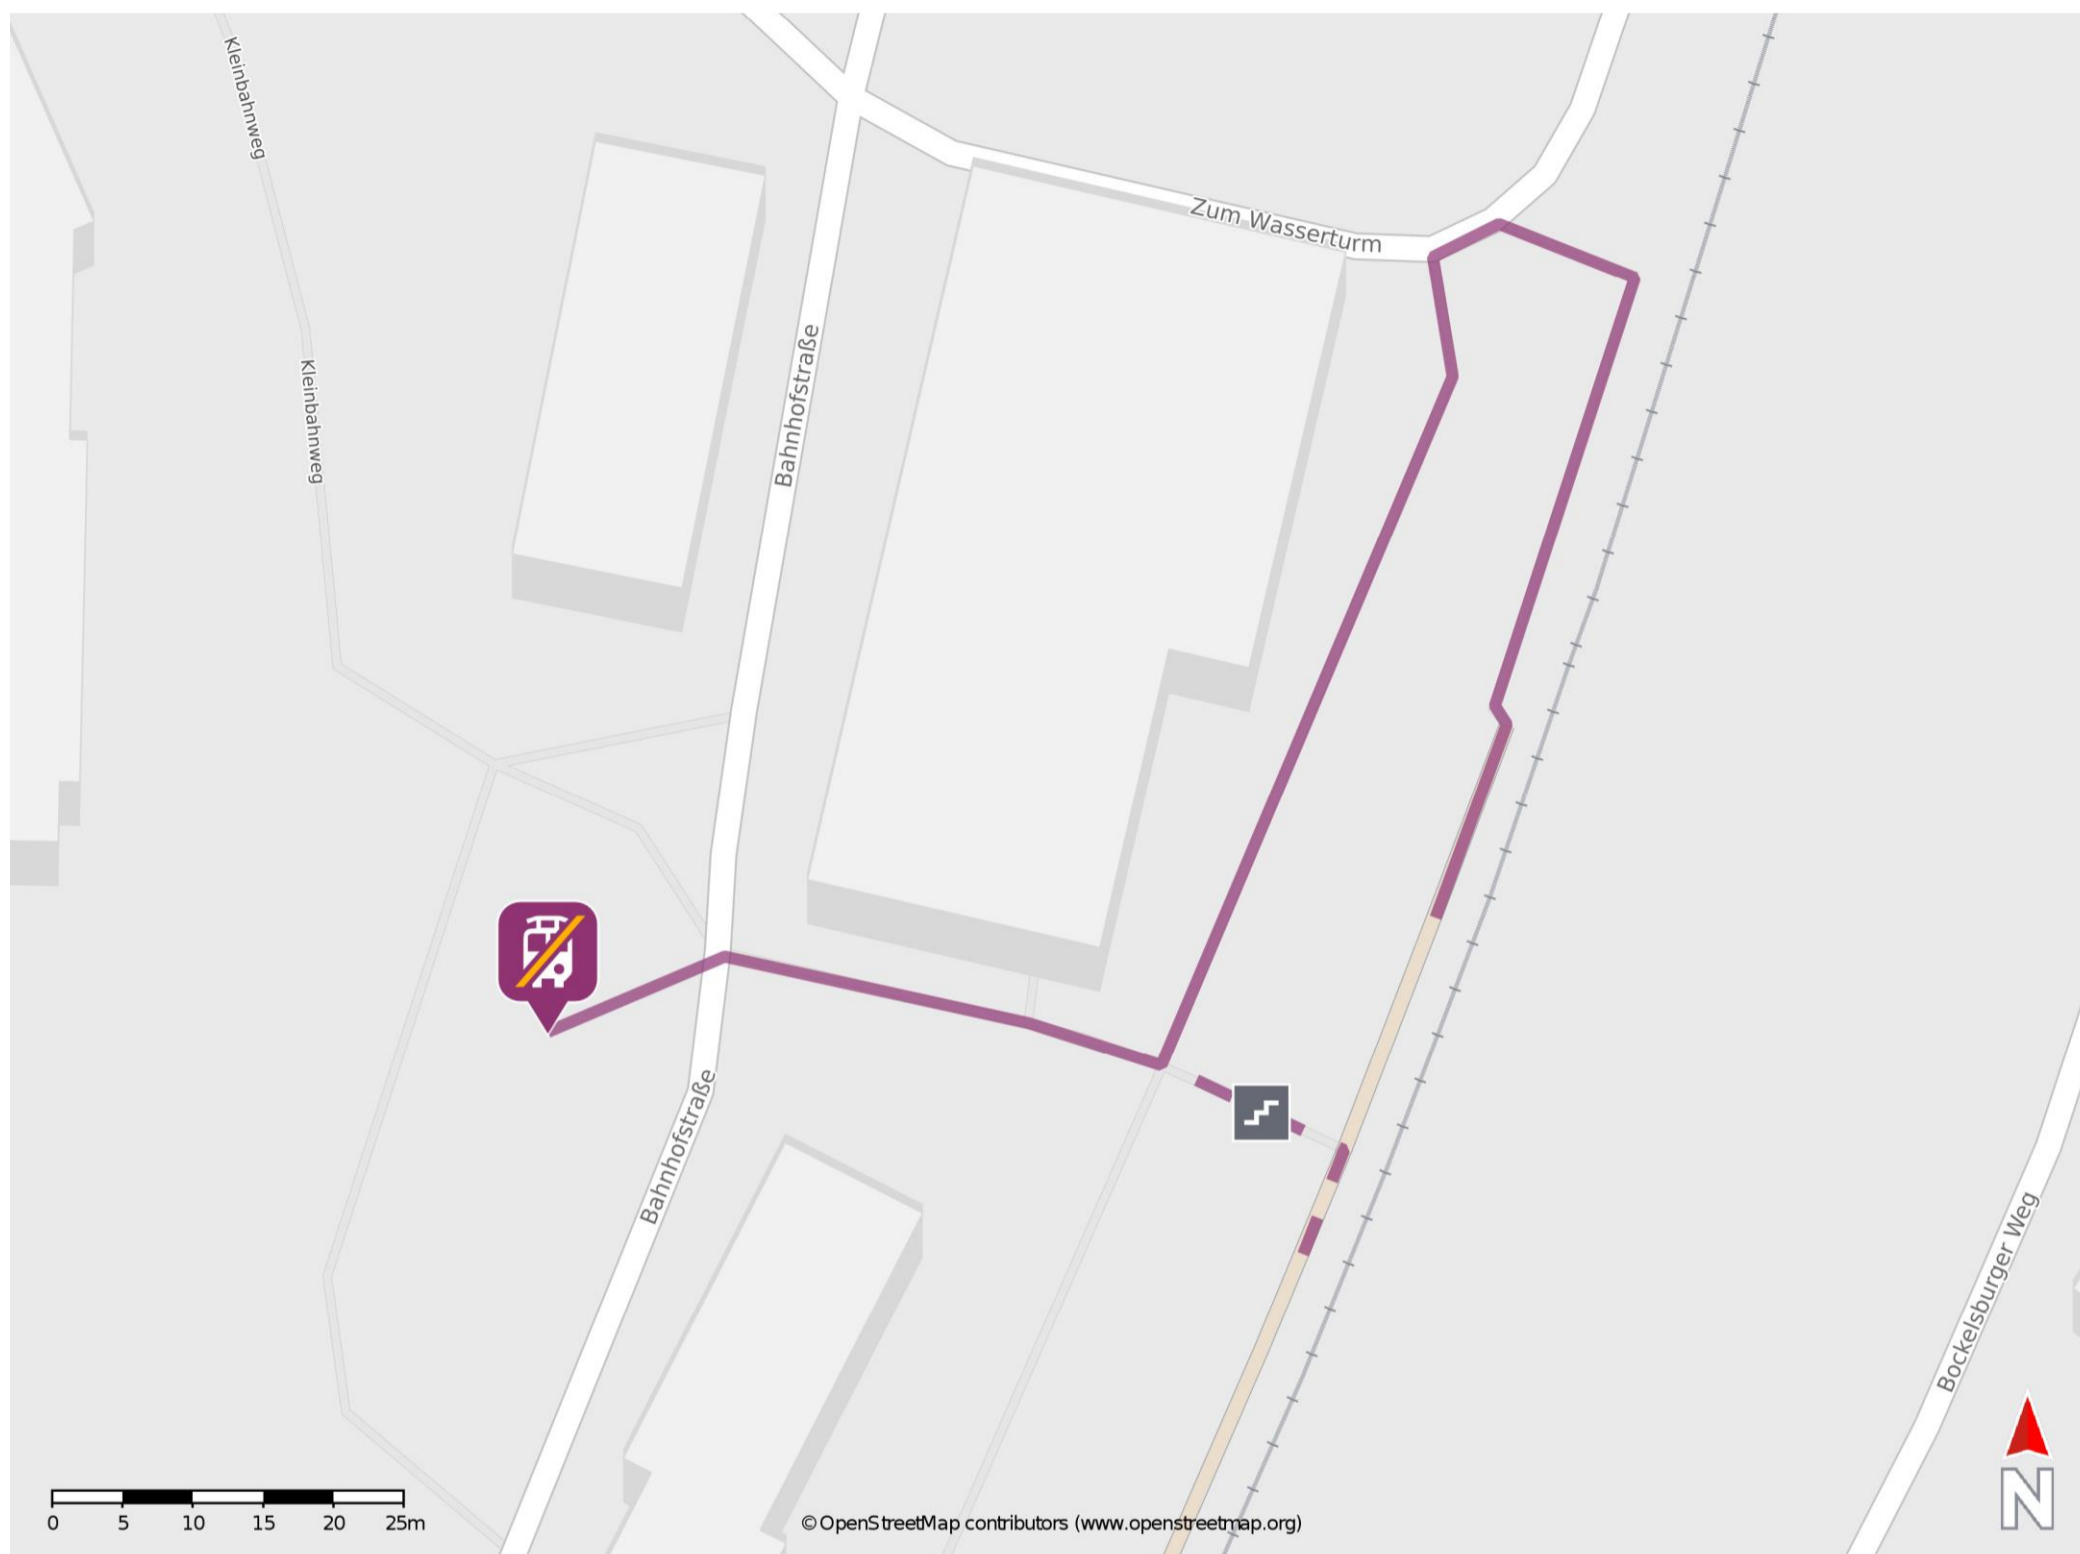 Kleinbahnweg
Zum Wasserturm
Bahnhofstraße
Kleinbahnweg
Bahnhofstraße
Bockelsburger Weg
0 5 10 15 20 25m
© OpenStreetMap contributors (www.openstreetmap.org)
N